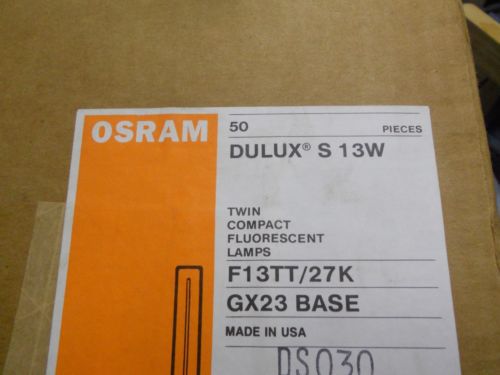 OSRAM
50 PIECES
DULUX® S 13W
TWIN
COMPACT
FLUORESCENT
LAMPS
F13TT/27K
GX23 BASE
MADE IN USA
DS030